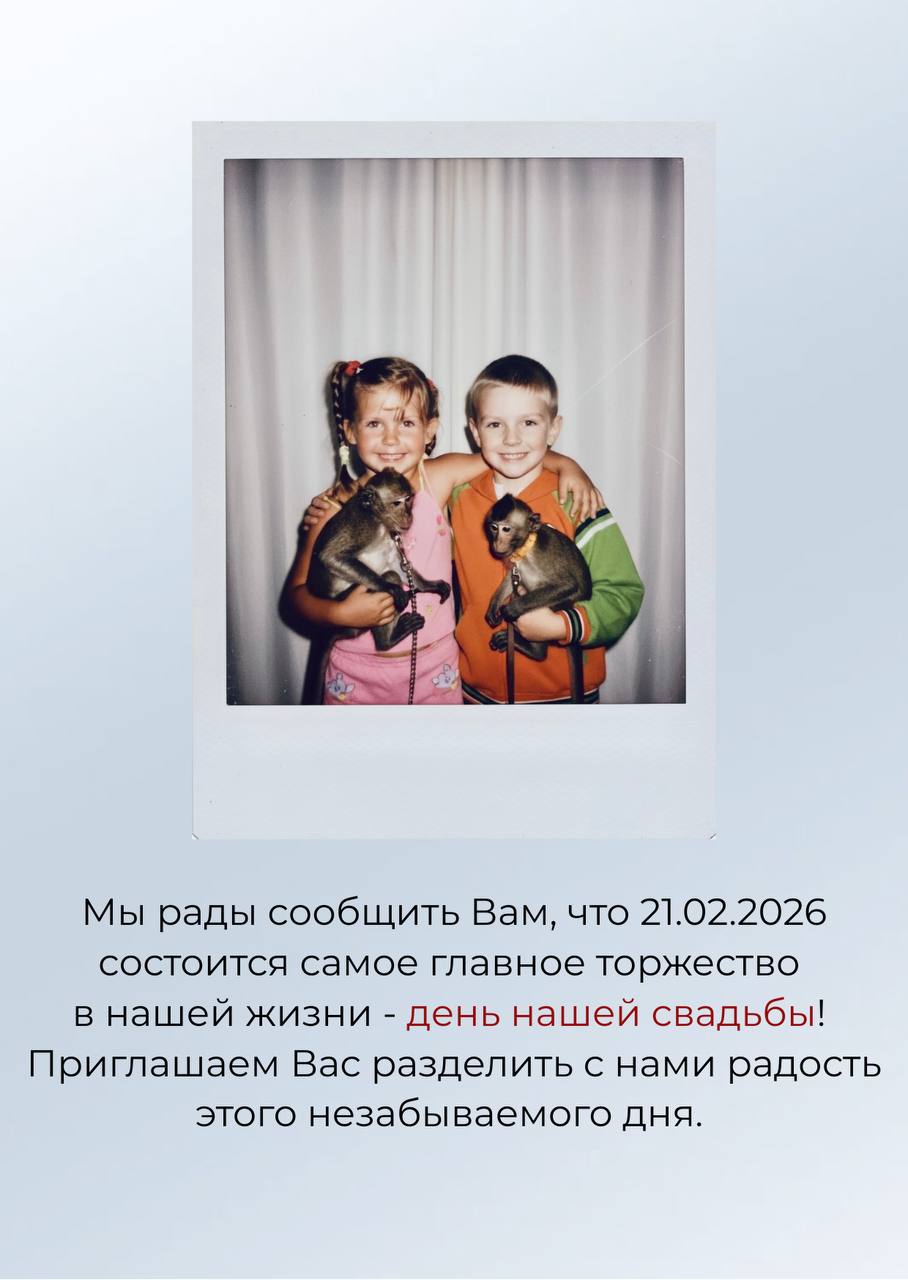 Мы рады сообщить Вам, что 21.02.2026
состоится самое главное торжество
в нашей жизни - день нашей свадьбы!
Приглашаем Вас разделить с нами радость
этого незабываемого дня.